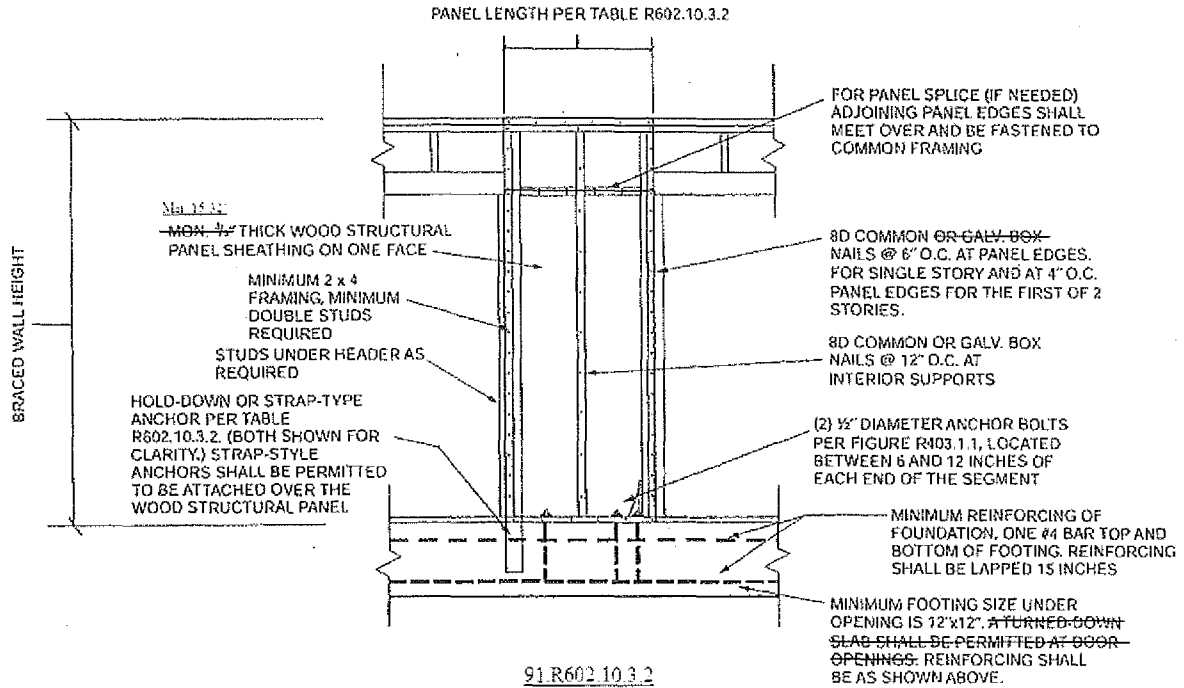 PANEL LENGTH PER TABLE R602.10.3.2
FOR PANEL SPLICE (IF NEEDED)
ADJOINING PANEL EDGES SHALL
MEET OVER AND BE FASTENED TO
COMMON FRAMING
Min. 15/32"
THICK WOOD STRUCTURAL
PANEL SHEATHING ON ONE FACE
MINIMUM 2 x 4
FRAMING, MINIMUM
DOUBLE STUDS
REQUIRED
STUDS UNDER HEADER AS
REQUIRED
HOLD-DOWN OR STRAP-TYPE
ANCHOR PER TABLE
R602.10.3.2. (BOTH SHOWN FOR
CLARITY.) STRAP-STYLE
ANCHORS SHALL BE PERMITTED
TO BE ATTACHED OVER THE
WOOD STRUCTURAL PANEL
BRACED WALL HEIGHT
8D COMMON OR GALV. BOX
NAILS @ 6" O.C. AT PANEL EDGES.
FOR SINGLE STORY AND AT 4" O.C.
PANEL EDGES FOR THE FIRST OF 2
STORIES.
8D COMMON OR GALV. BOX
NAILS @ 12" O.C. AT
INTERIOR SUPPORTS
(2) ½" DIAMETER ANCHOR BOLTS
PER FIGURE R403.1.1, LOCATED
BETWEEN 6 AND 12 INCHES OF
EACH END OF THE SEGMENT
MINIMUM REINFORCING OF
FOUNDATION, ONE #4 BAR TOP AND
BOTTOM OF FOOTING. REINFORCING
SHALL BE LAPPED 15 INCHES
MINIMUM FOOTING SIZE UNDER
OPENING IS 12"x12". A TURNED-DOWN
SLAB SHALL BE PERMITTED AT DOOR
OPENINGS. REINFORCING SHALL
BE AS SHOWN ABOVE.
91.R602.10.3.2